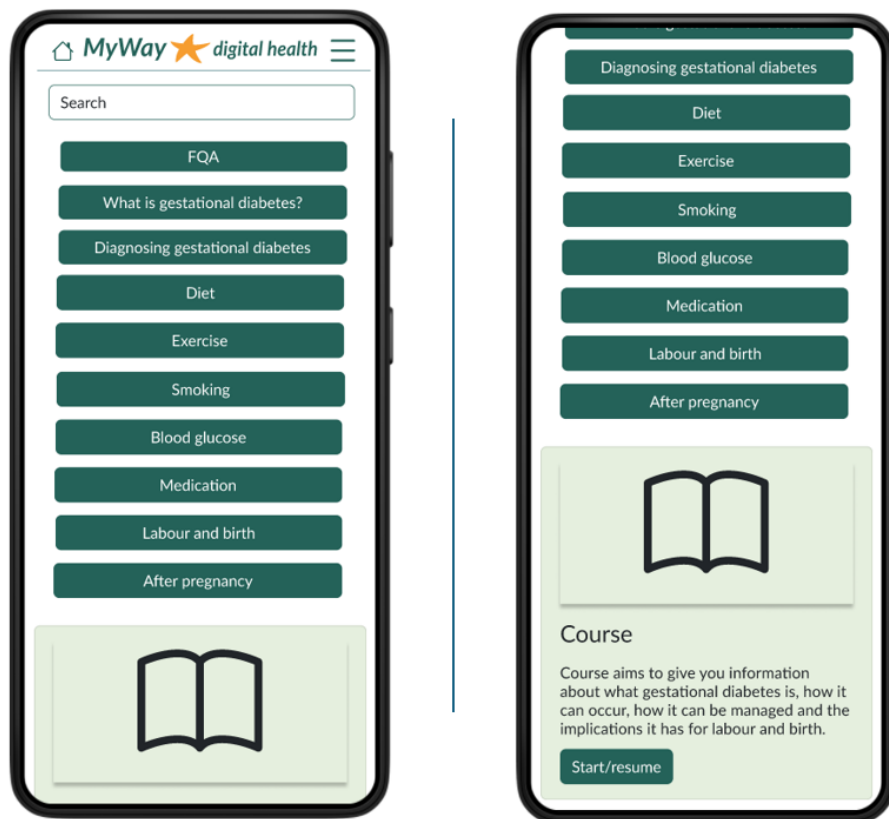 MyWay digital health
Search
FQA
What is gestational diabetes?
Diagnosing gestational diabetes
Diet
Exercise
Smoking
Blood glucose
Medication
Labour and birth
After pregnancy
Diagnosing gestational diabetes
Diet
Exercise
Smoking
Blood glucose
Medication
Labour and birth
After pregnancy
Course
Course aims to give you information
about what gestational diabetes is, how it
can occur, how it can be managed and the
implications it has for labour and birth.
Start/resume